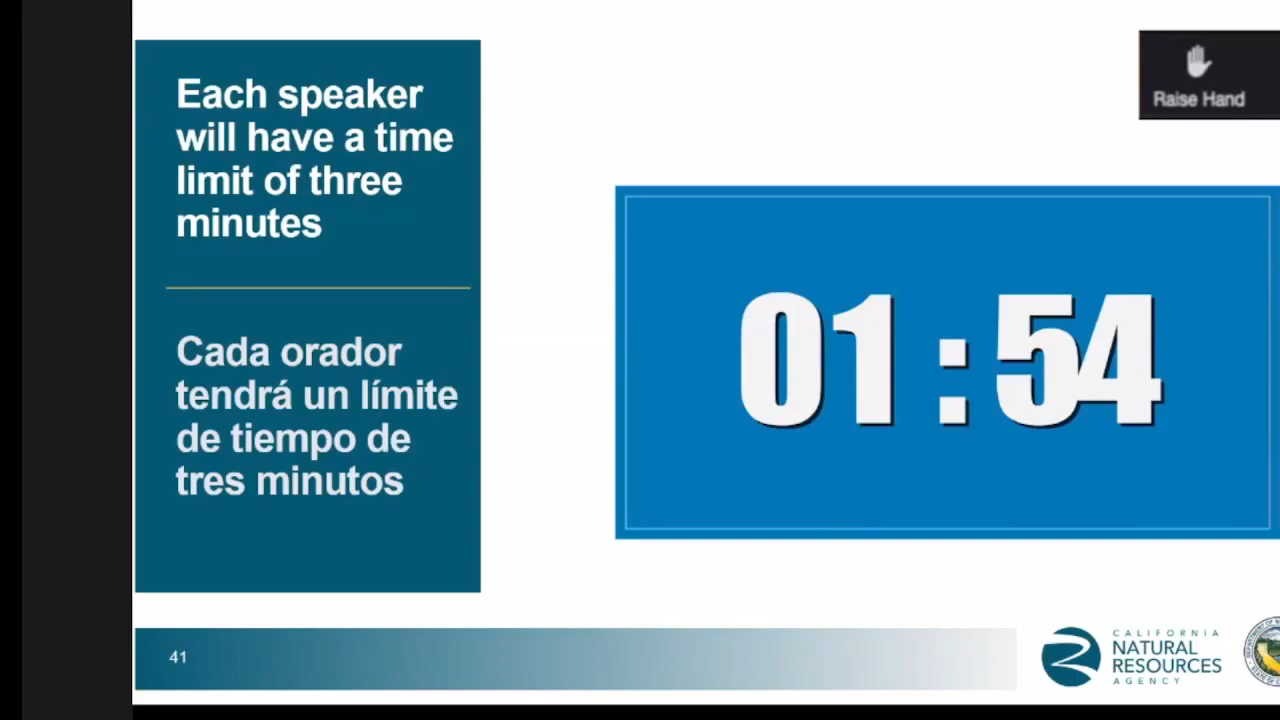 Each speaker
will have a time
limit of three
minutes
Cada orador
tendrá un límite
de tiempo de
tres minutos
Raise Hand
01:54
41
CALIFORNIA
NATURAL
RESOURCES
AGENCY